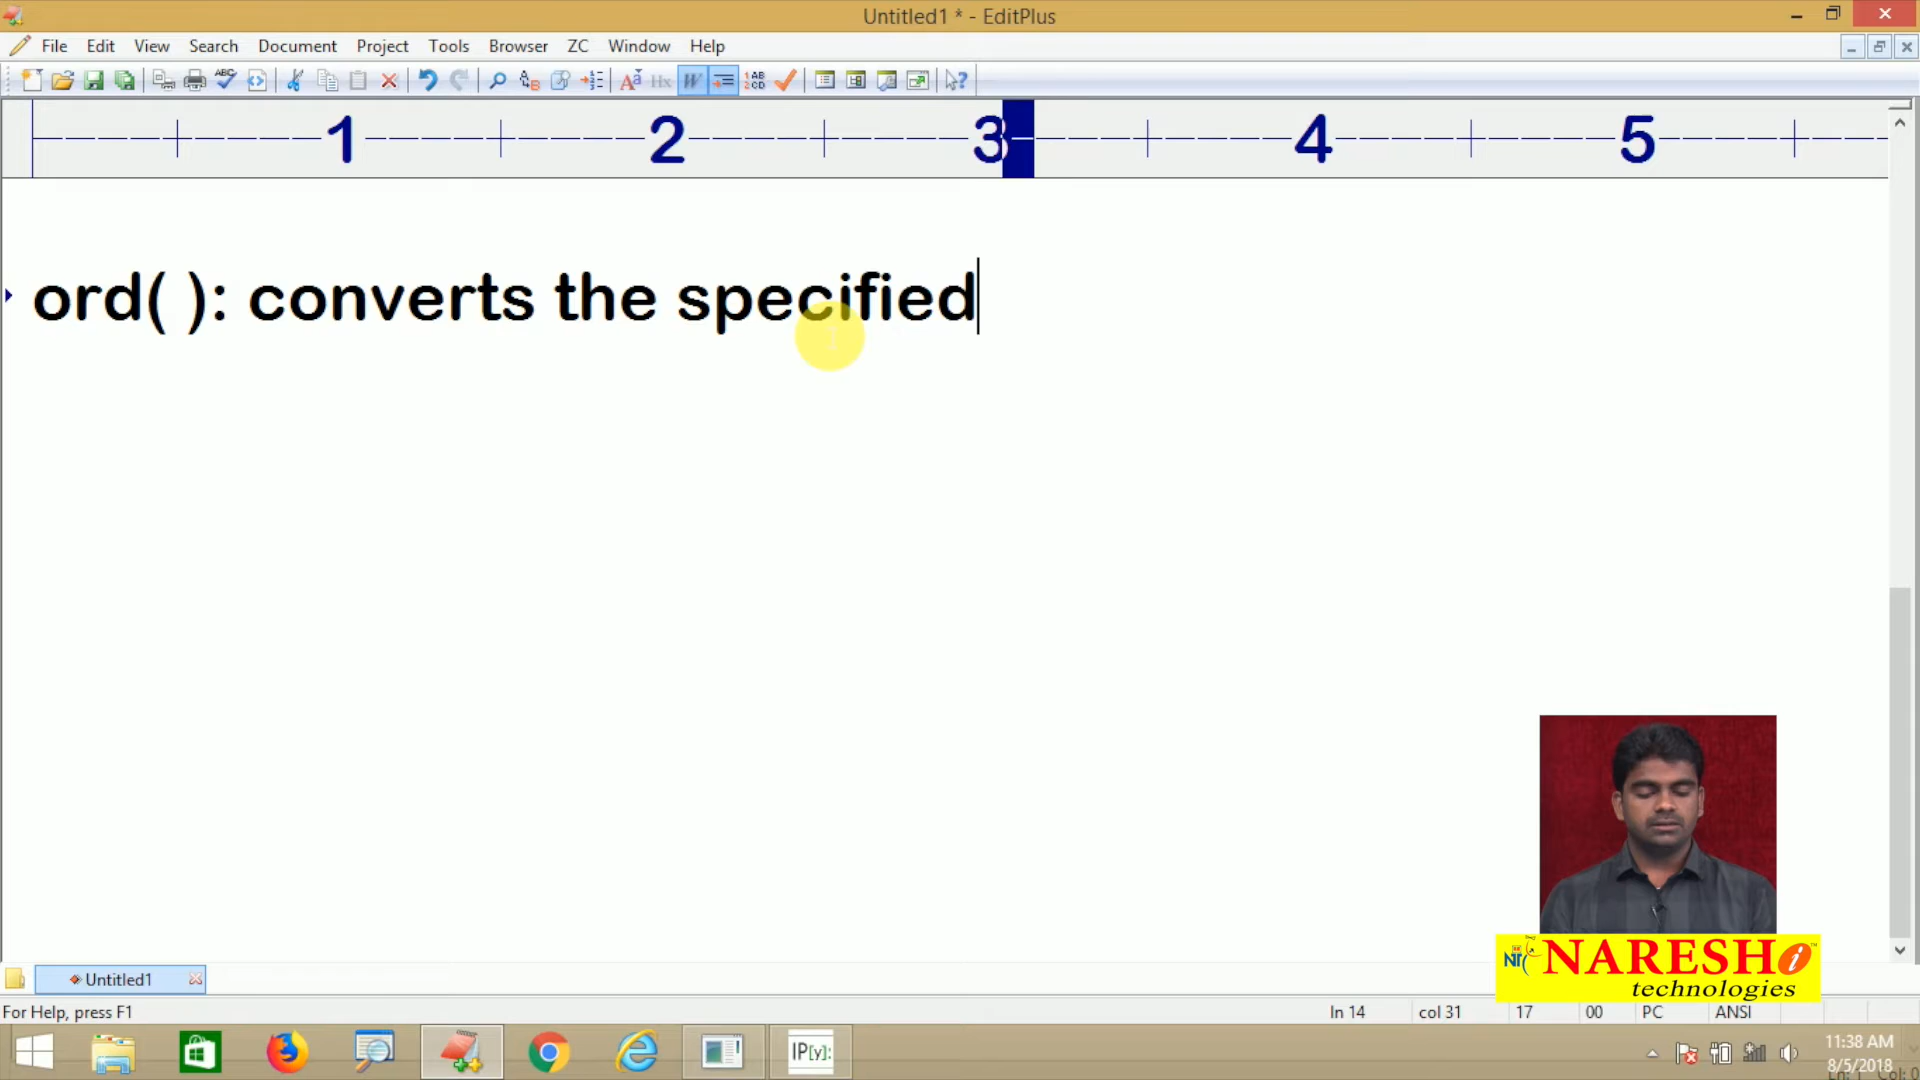 Untitled1 * - EditPlus
File Edit View Search Document Project Tools Browser ZC Window Help
1 2 3 4 5
ord( ): converts the specified
NARESH i
technologies
Untitled1
For Help, press F1
ln 14 col 31 17 00 PC ANSI
IP[y]:
11:38 AM
8/5/2018